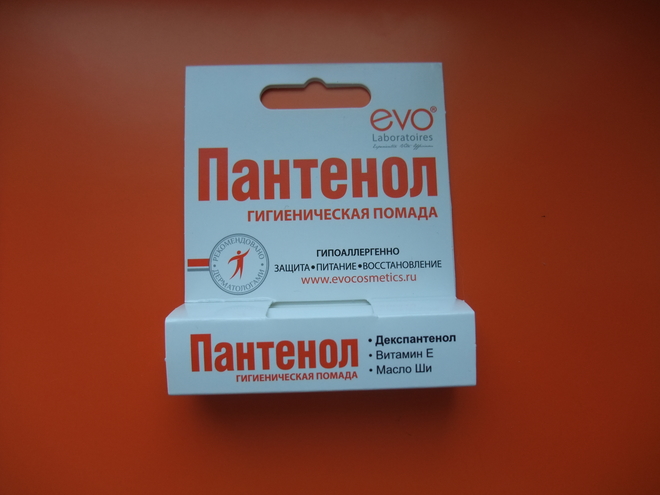 evo®
Laboratoires
Пантенол
ГИГИЕНИЧЕСКАЯ ПОМАДА
РЕКОМЕНДОВАНО ДЕРМАТОЛОГАМИ
ГИПОАЛЛЕРГЕННО
ЗАЩИТА•ПИТАНИЕ•ВОССТАНОВЛЕНИЕ
www.evocosmetics.ru
Пантенол
ГИГИЕНИЧЕСКАЯ ПОМАДА
• Декспантенол
• Витамин Е
• Масло Ши